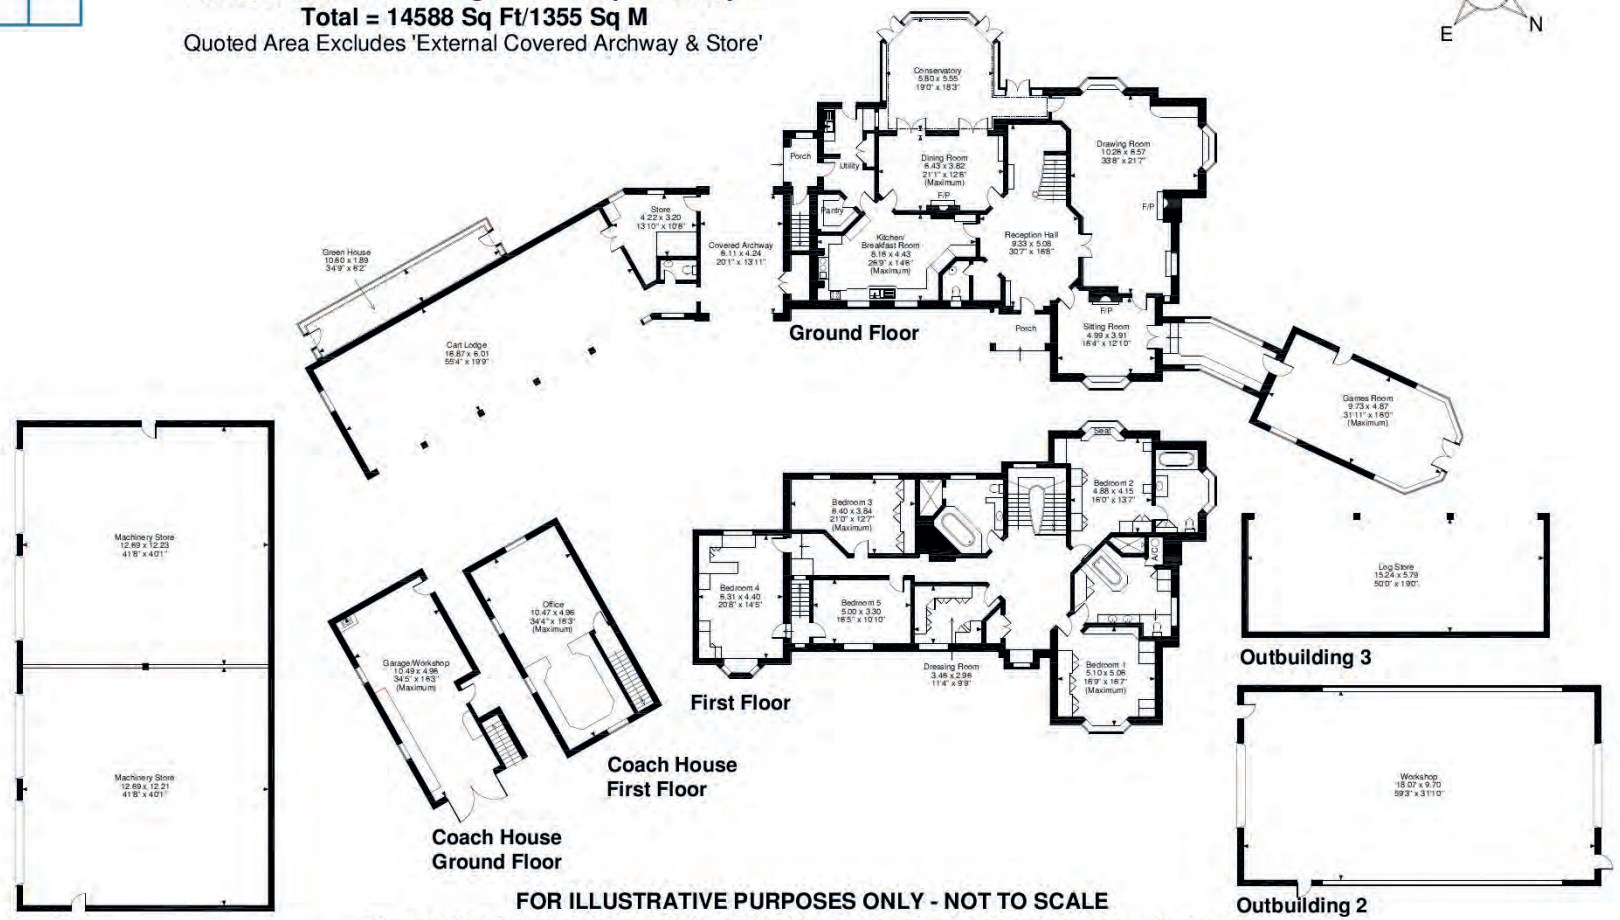 Total = 14588 Sq Ft/1355 Sq M
Quoted Area Excludes 'External Covered Archway & Store'
E
N
Conservatory
5.80 x 5.55
19'0" x 18'3"
Porch
Utility
Pantry
Dining Room
6.43 x 3.82
21'1" x 12'6"
(Maximum)
F/P
Drawing Room
10.26 x 6.57
33'8" x 21'7"
F/P
Kitchen/
Breakfast Room
8.16 x 4.43
26'9" x 14'6"
(Maximum)
Reception Hall
9.33 x 5.08
30'7" x 16'8"
Store
4.22 x 3.20
13'10" x 10'6"
Covered Archway
6.11 x 4.24
20'1" x 13'11"
Green House
10.60 x 1.89
34'9" x 6'2"
Cart Lodge
16.87 x 6.01
55'4" x 19'9"
Ground Floor
Porch
F/P
Sitting Room
4.99 x 3.91
16'4" x 12'10"
Games Room
9.73 x 4.87
31'11" x 16'0"
(Maximum)
Machinery Store
12.69 x 12.23
41'8" x 40'1"
Machinery Store
12.69 x 12.21
41'8" x 40'1"
Garage/Workshop
10.49 x 4.96
34'5" x 16'3"
(Maximum)
Coach House
Ground Floor
Office
10.47 x 4.96
34'4" x 16'3"
(Maximum)
Coach House
First Floor
Seat
Bedroom 2
4.88 x 4.15
16'0" x 13'7"
Bedroom 3
6.40 x 3.84
21'0" x 12'7"
(Maximum)
A/C
Bedroom 4
6.31 x 4.40
20'8" x 14'5"
Bedroom 5
5.00 x 3.30
16'5" x 10'10"
Dressing Room
3.46 x 2.96
11'4" x 9'9"
Bedroom 1
5.10 x 5.06
16'9" x 16'7"
(Maximum)
First Floor
Log Store
15.24 x 5.79
50'0" x 19'0"
Outbuilding 3
Workshop
18.07 x 9.70
59'3" x 31'10"
Outbuilding 2
FOR ILLUSTRATIVE PURPOSES ONLY - NOT TO SCALE